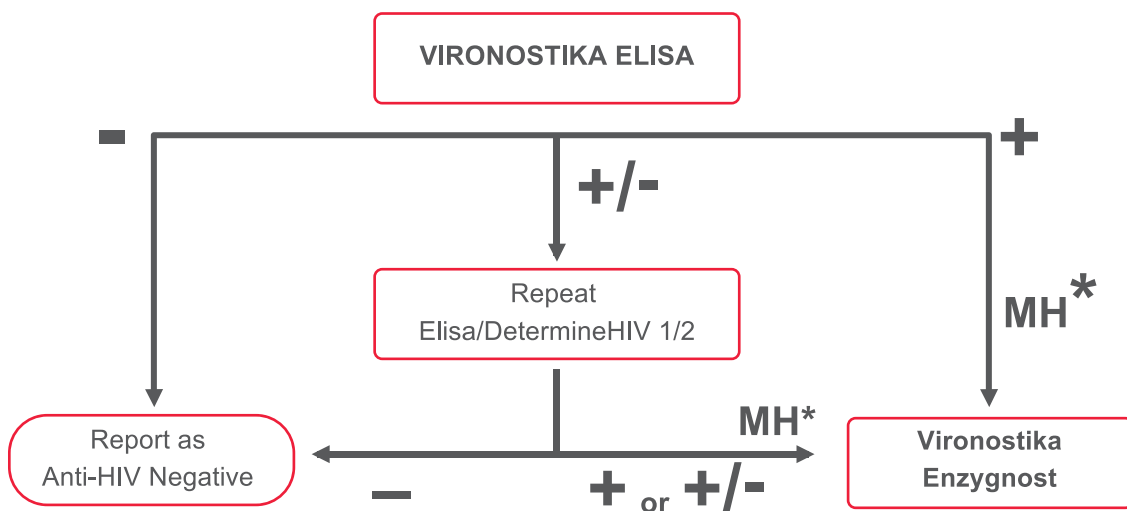 VIRONOSTIKA ELISA
-
+
+/-
Repeat
Elisa/DetermineHIV 1/2
MH*
MH*
Report as
Anti-HIV Negative
Vironostika
Enzygnost
–
+ or +/-